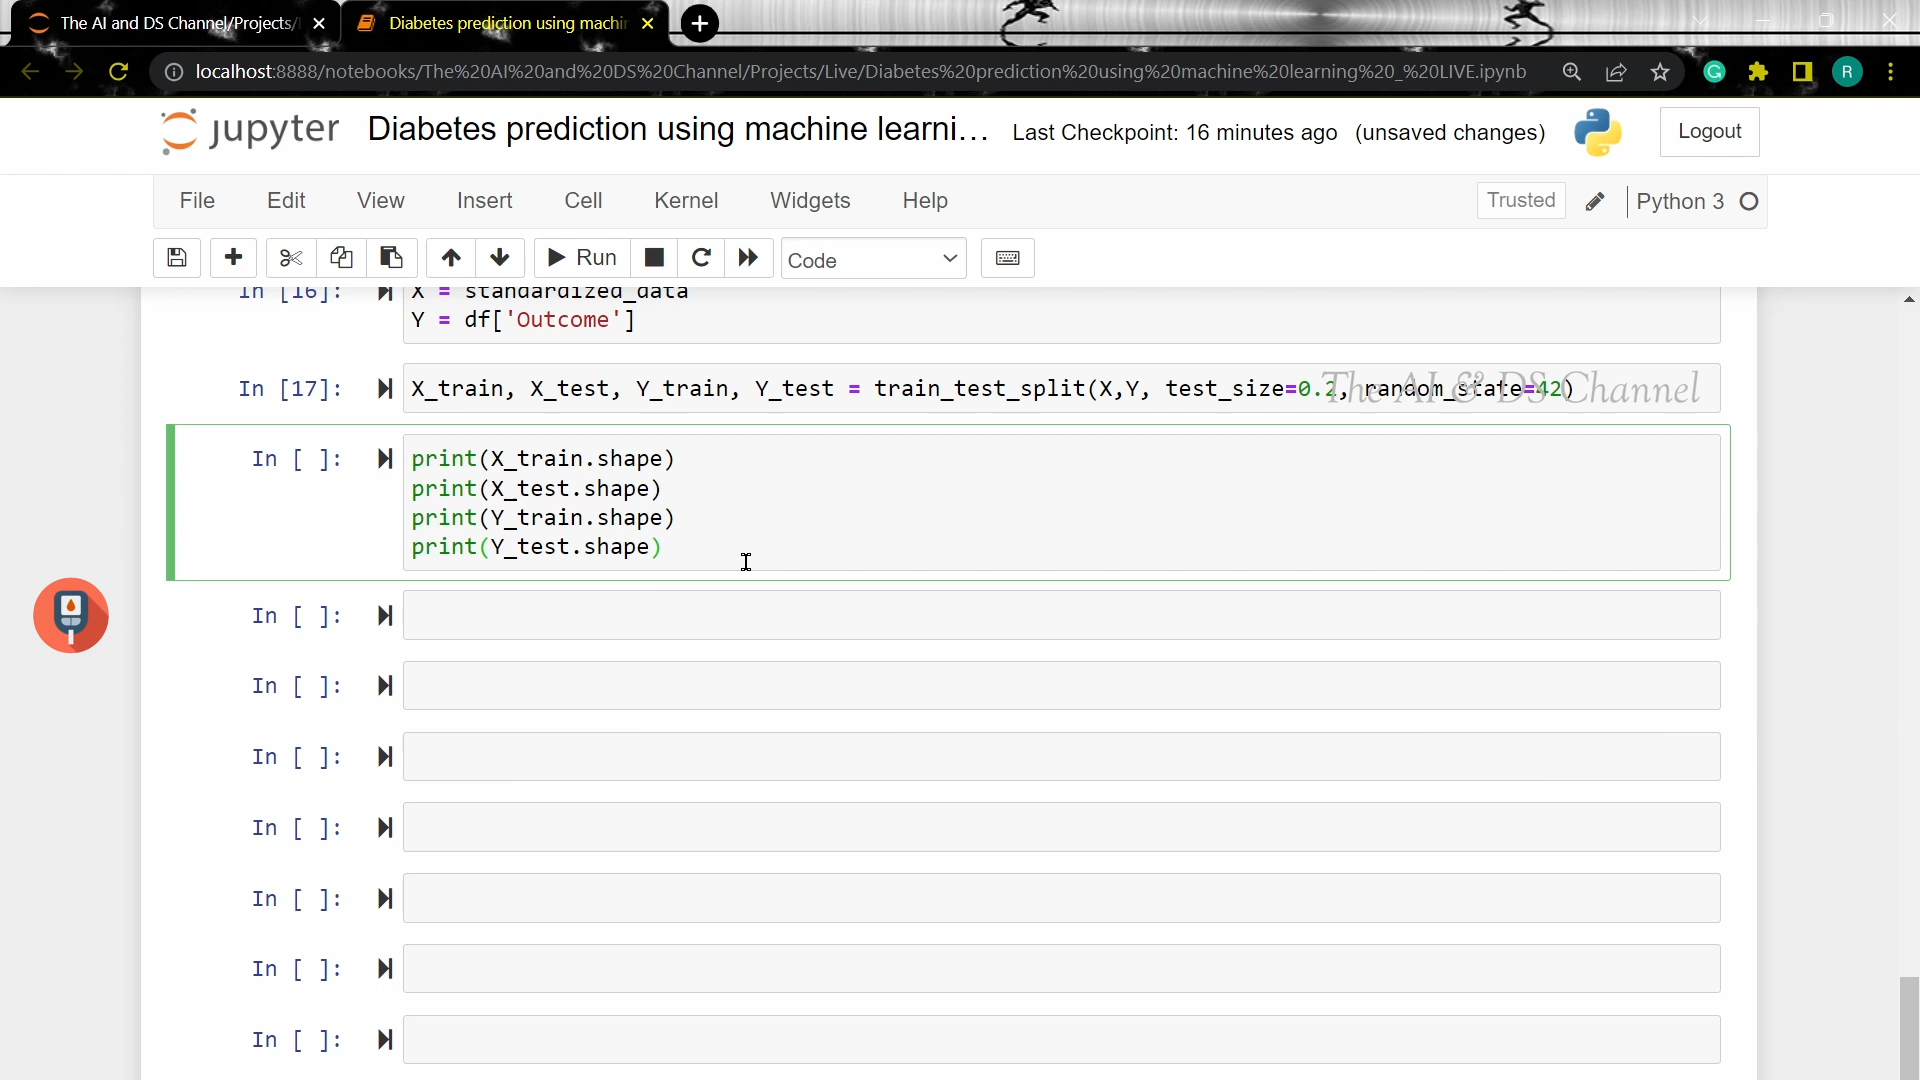 The AI and DS Channel/Projects/
Diabetes prediction using machi
localhost:8888/notebooks/The%20AI%20and%20DS%20Channel/Projects/Live/Diabetes%20prediction%20using%20machine%20learning%20_%20LIVE.ipynb
R
jupyter Diabetes prediction using machine learni... Last Checkpoint: 16 minutes ago (unsaved changes) Logout
File Edit View Insert Cell Kernel Widgets Help Trusted Python 3
Run Code
In [16]: X = standardized_data
Y = df['Outcome']
In [17]: X_train, X_test, Y_train, Y_test = train_test_split(X,Y, test_size=0.2, random_state=42)
The AI & DS Channel
In [ ]: print(X_train.shape)
print(X_test.shape)
print(Y_train.shape)
print(Y_test.shape)
In [ ]:
In [ ]:
In [ ]:
In [ ]:
In [ ]:
In [ ]:
In [ ]: